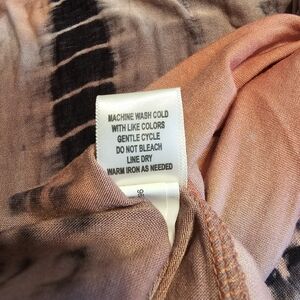 MACHINE WASH COLD
WITH LIKE COLORS
GENTLE CYCLE
DO NOT BLEACH
LINE DRY
WARM IRON AS NEEDED